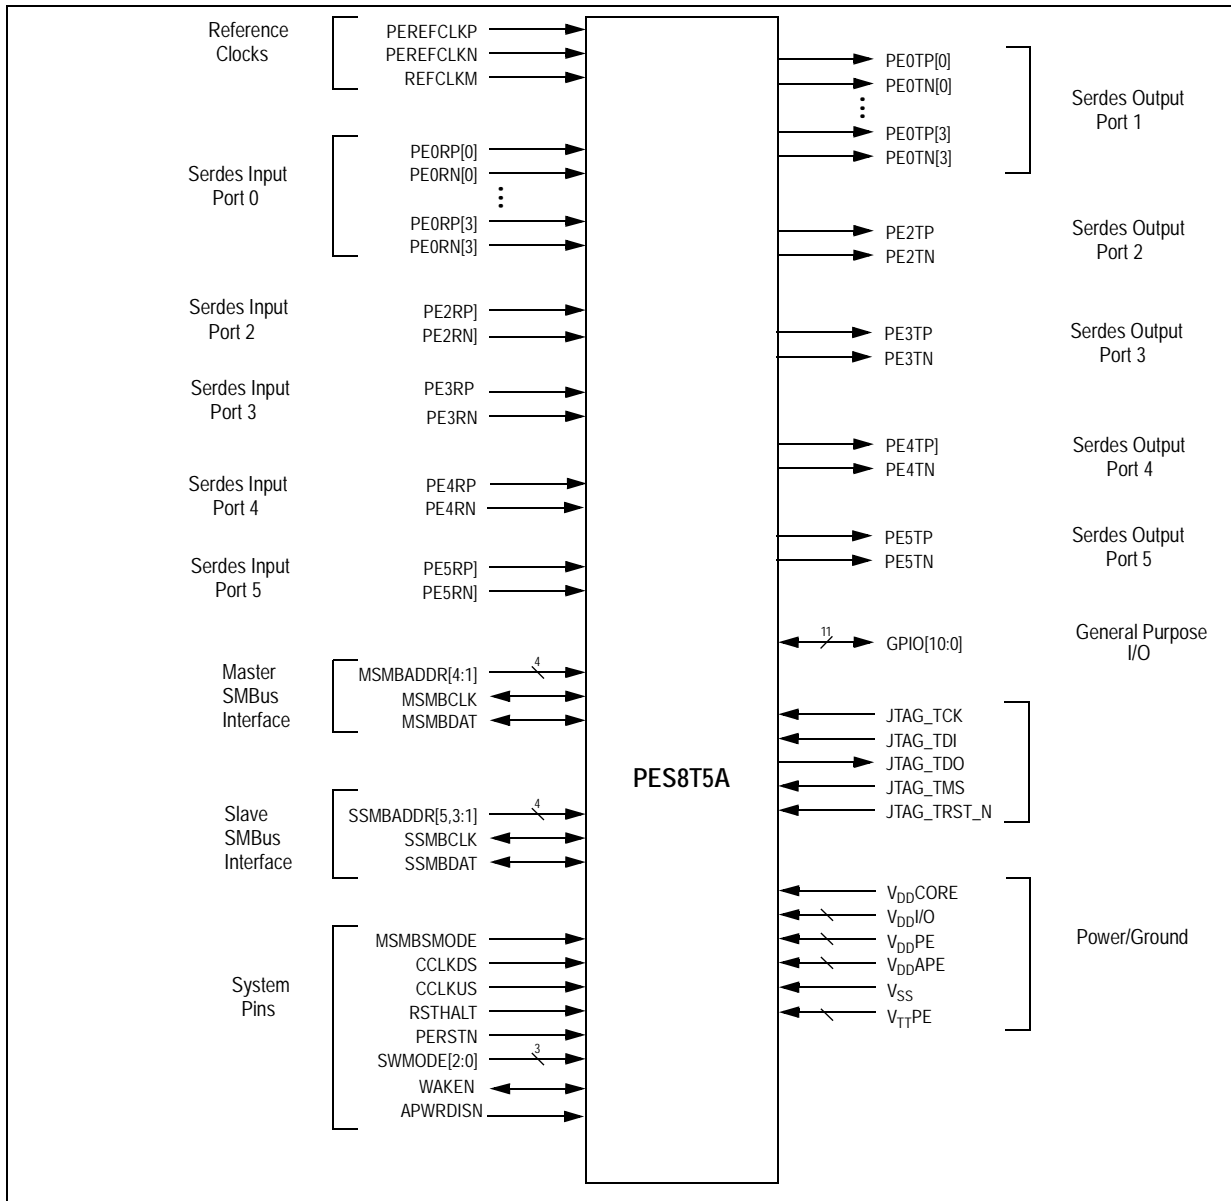 Reference
Clocks
PEREFCLKP
PEREFCLKN
REFCLKM
Serdes Input
Port 0
PE0RP[0]
PE0RN[0]
PE0RP[3]
PE0RN[3]
Serdes Input
Port 2
PE2RP]
PE2RN]
Serdes Input
Port 3
PE3RP
PE3RN
Serdes Input
Port 4
PE4RP
PE4RN
Serdes Input
Port 5
PE5RP]
PE5RN]
Master
SMBus
Interface
MSMBADDR[4:1]
4
MSMBCLK
MSMBDAT
Slave
SMBus
Interface
SSMBADDR[5,3:1]
4
SSMBCLK
SSMBDAT
System
Pins
MSMBSMODE
CCLKDS
CCLKUS
RSTHALT
PERSTN
SWMODE[2:0]
3
WAKEN
APWRDISN
PES8T5A
PE0TP[0]
PE0TN[0]
PE0TP[3]
PE0TN[3]
Serdes Output
Port 1
PE2TP
PE2TN
Serdes Output
Port 2
PE3TP
PE3TN
Serdes Output
Port 3
PE4TP]
PE4TN
Serdes Output
Port 4
PE5TP
PE5TN
Serdes Output
Port 5
11
GPIO[10:0]
General Purpose
I/O
JTAG_TCK
JTAG_TDI
JTAG_TDO
JTAG_TMS
JTAG_TRST_N
VDDCORE
VDDI/O
VDDPE
VDDAPE
VSS
VTTPE
Power/Ground